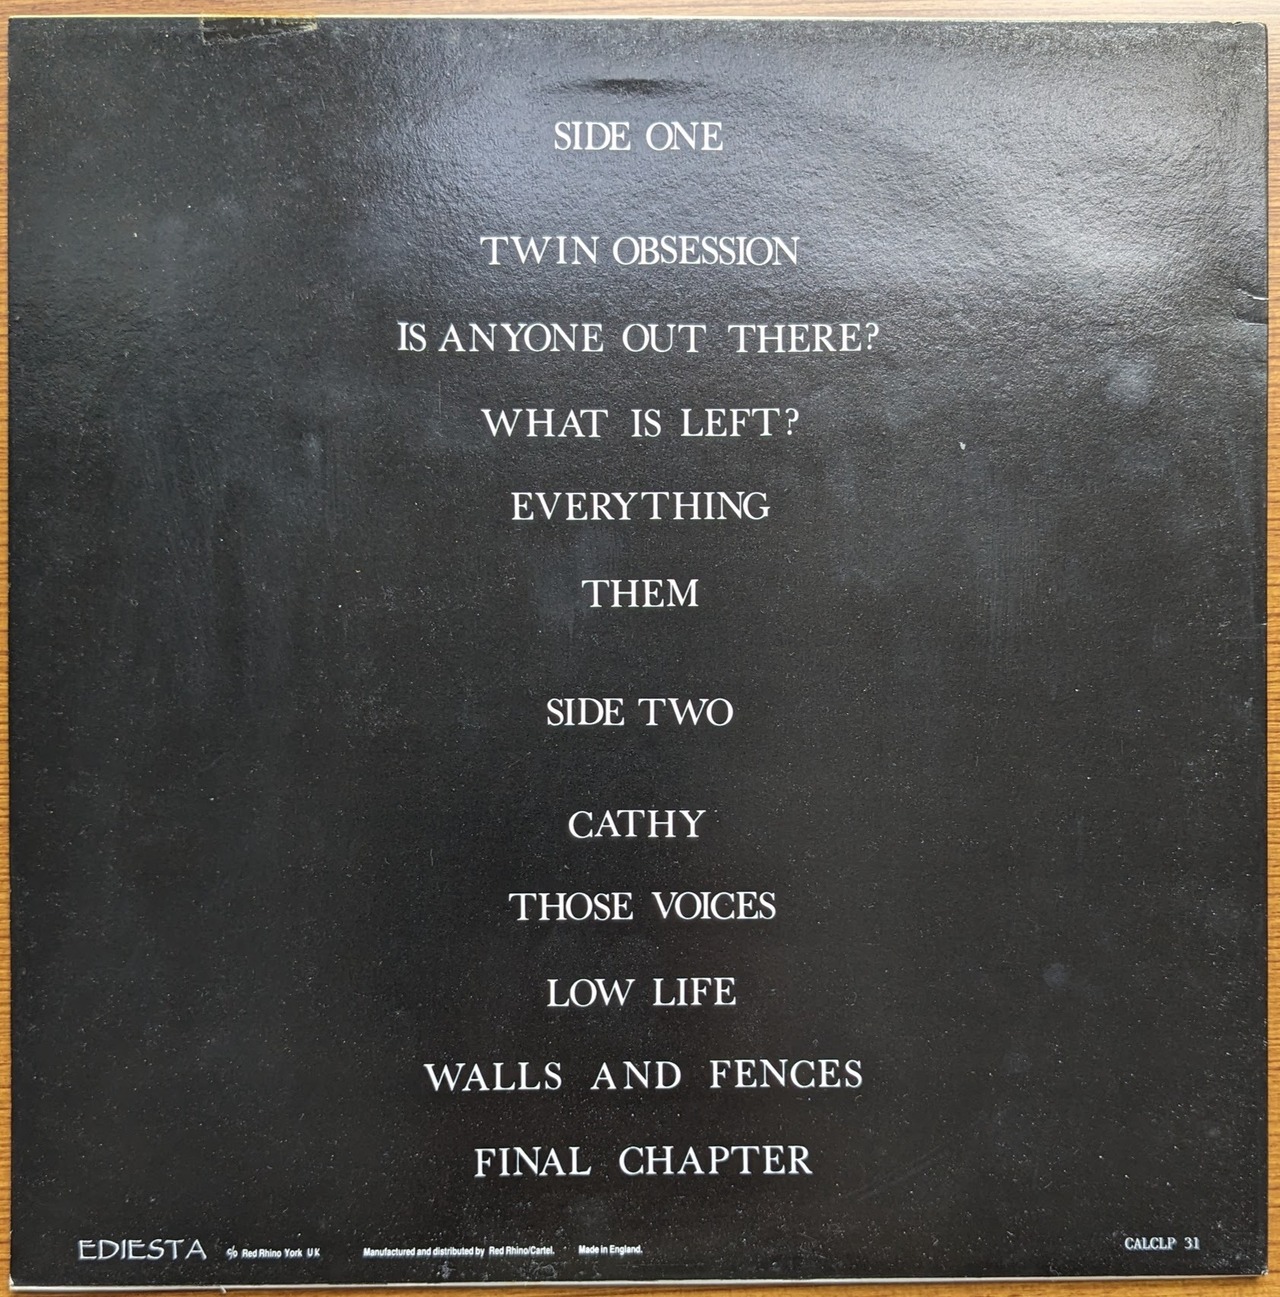 SIDE ONE
TWIN OBSESSION
IS ANYONE OUT THERE?
WHAT IS LEFT?
EVERYTHING
THEM
SIDE TWO
CATHY
THOSE VOICES
LOW LIFE
WALLS AND FENCES
FINAL CHAPTER
EDIESTA c/o Red Rhino York UK Manufactured and distributed by Red Rhino/Cartel. Made in England. CALCLP 31